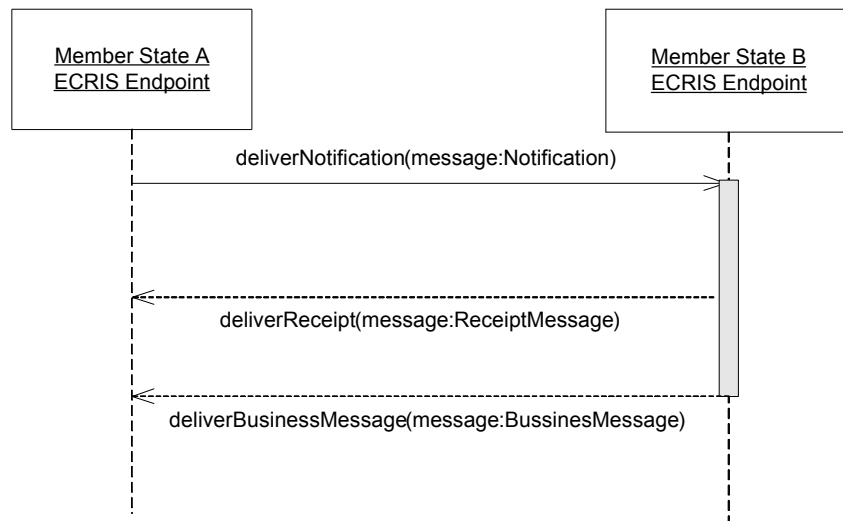 Member State A
ECRIS Endpoint
Member State B
ECRIS Endpoint
deliverNotification(message:Notification)
deliverReceipt(message:ReceiptMessage)
deliverBusinessMessage(message:BussinesMessage)